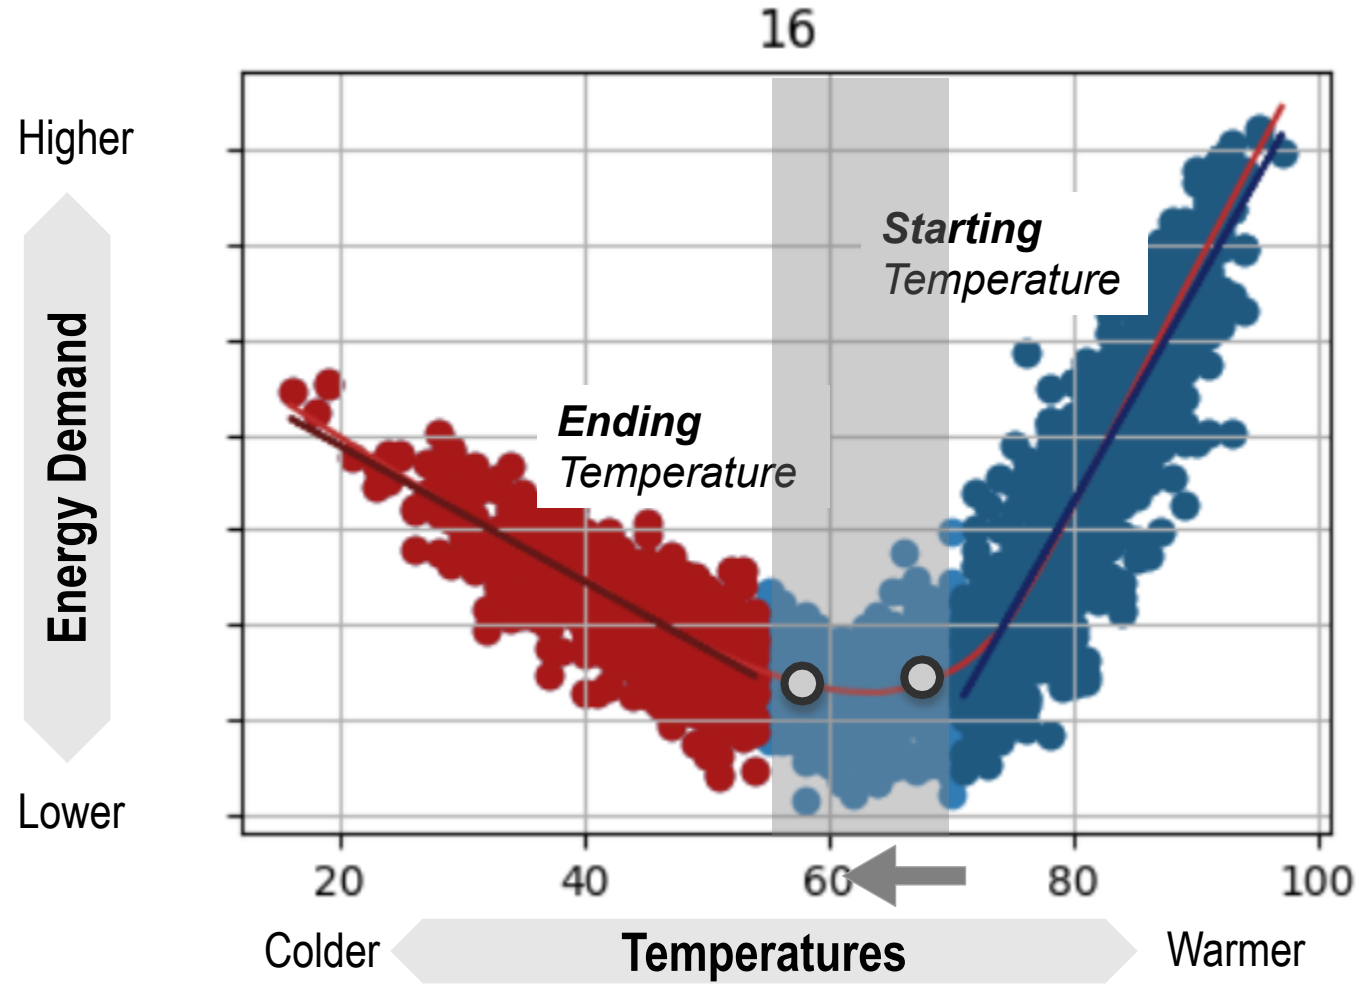 16
Higher
Starting
Temperature
Energy Demand
Ending
Temperature
Lower
20 40 60 80 100
Colder Temperatures Warmer